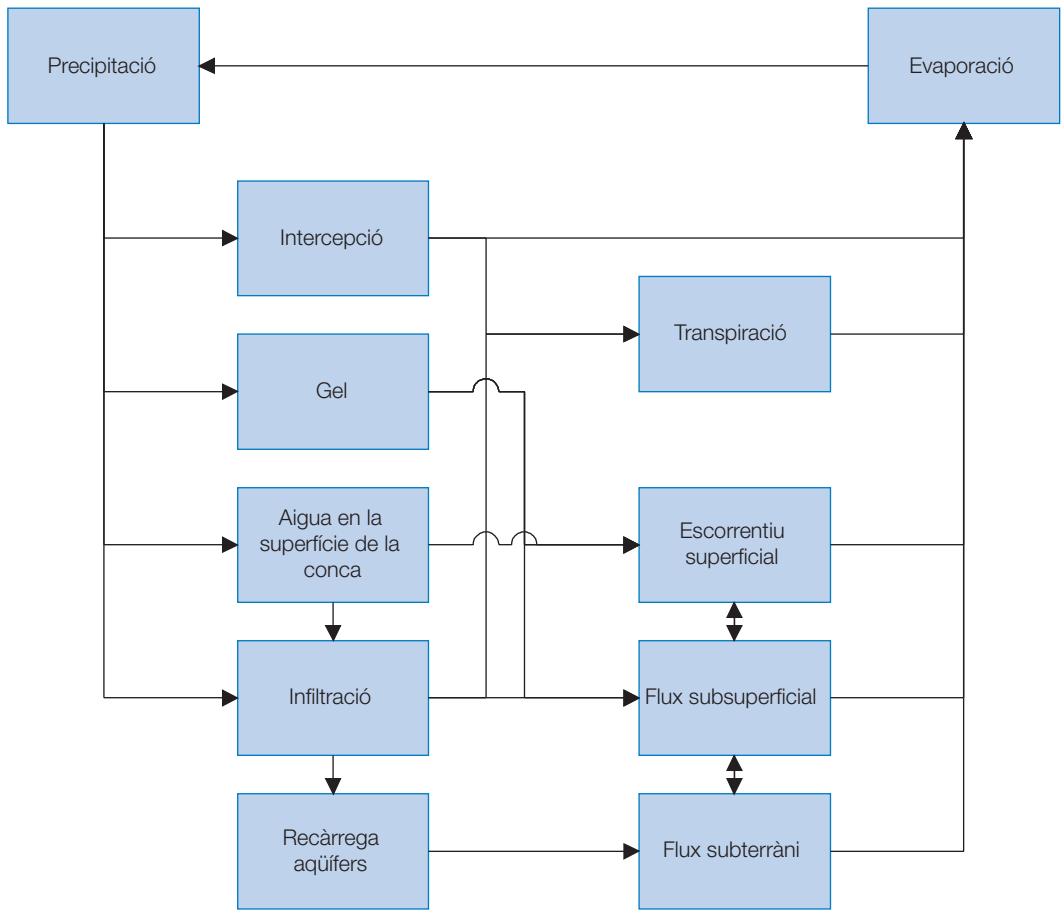 Precipitació
Evaporació
Intercepció
Transpiració
Gel
Aigua en la
superfície de la
conca
Escorrentiu
superficial
Infiltració
Flux subsuperficial
Recàrrega
aqüífers
Flux subterràni